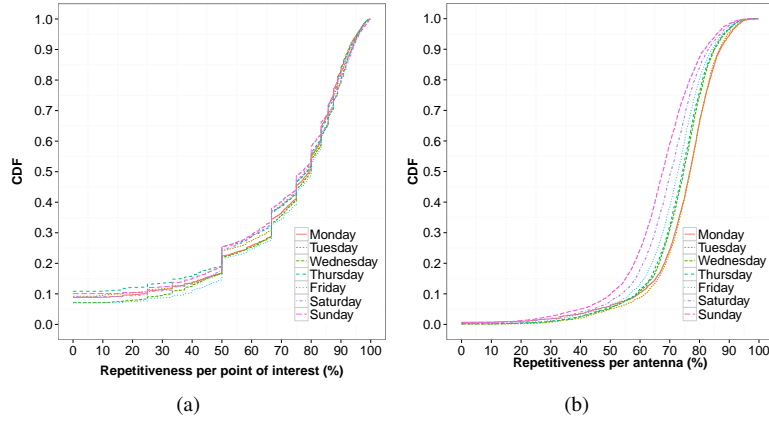 1.0
0.9
0.8
0.7
0.6
0.5
0.4
0.3
0.2
0.1
0.0
CDF
Monday
Tuesday
Wednesday
Thursday
Friday
Saturday
Sunday
0 10 20 30 40 50 60 70 80 90 100
Repetitiveness per point of interest (%)
(a)
1.0
0.9
0.8
0.7
0.6
0.5
0.4
0.3
0.2
0.1
0.0
CDF
Monday
Tuesday
Wednesday
Thursday
Friday
Saturday
Sunday
0 10 20 30 40 50 60 70 80 90 100
Repetitiveness per antenna (%)
(b)